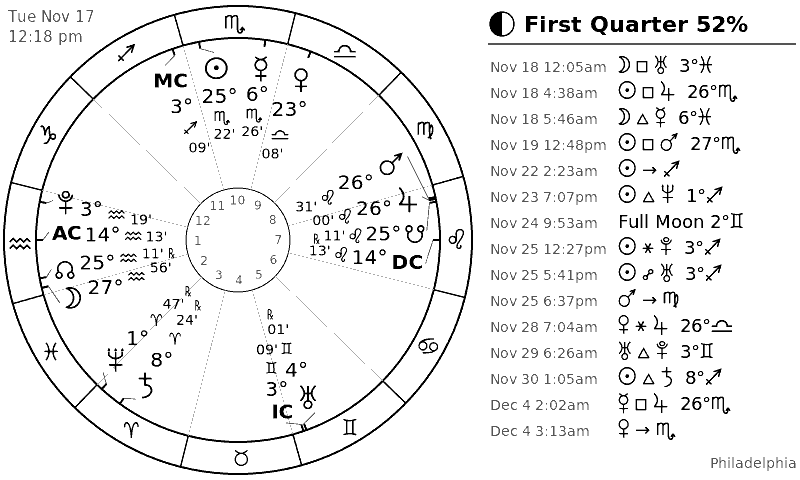 Tue Nov 17
12:18 pm
First Quarter 52%
Nov 18 12:05am ☽ □ ♅ 3°♓
Nov 18 4:38am ☉ □ ♃ 26°♏
Nov 18 5:46am ☽ △ ☿ 6°♓
Nov 19 12:48pm ☉ □ ♂ 27°♏
Nov 22 2:23am ☉ → ♐
Nov 23 7:07pm ☉ △ ♆ 1°♐
Nov 24 9:53am Full Moon 2°♊
Nov 25 12:27pm ☉ ⚹ ⯓ 3°♐
Nov 25 5:41pm ☉ ☍ ♅ 3°♐
Nov 25 6:37pm ♂ → ♍
Nov 28 7:04am ♀ ⚹ ♃ 26°♎
Nov 29 6:26am ♅ △ ⯓ 3°♊
Nov 30 1:05am ☉ △ ♄ 8°♐
Dec 4 2:02am ☿ □ ♃ 26°♏
Dec 4 3:13am ♀ → ♏
Philadelphia
MC 3° ♐ 09'
☉ 25° ♏ 22'
☿ 6° ♏ 26'
♀ 23° ♎ 08'
♂ 26° ♌ 31'
♃ 26° ♌ 00'
☋ 25° ♌ 11' ℞
DC 14° ♌ 13'
⯓ 3° ♒ 19'
AC 14° ♒ 13'
☊ 25° ♒ 11' ℞
☽ 27° ♒ 56'
♆ 1° ♈ 47' ℞
♄ 8° ♈ 24' ℞
IC 3° ♊ 09'
♅ 4° ♊ 01' ℞
♏
♎
♍
♌
♋
♊
♉
♈
♓
♒
♑
♐
1
2
3
4
5
6
7
8
9
10
11
12